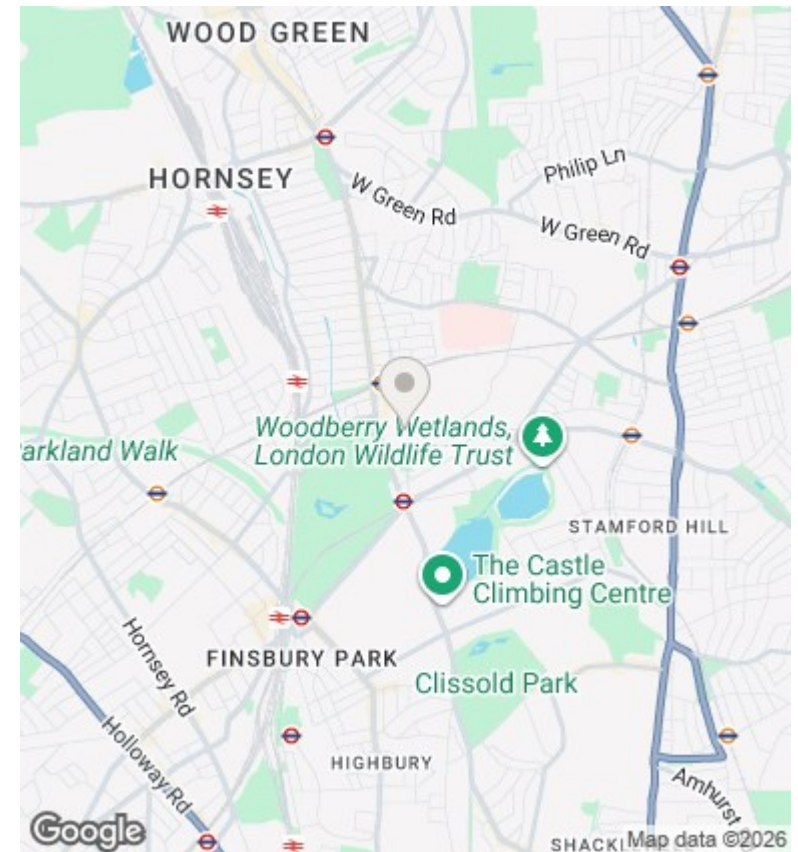 WOOD GREEN
HORNSEY
Philip Ln
W Green Rd
W Green Rd
Woodberry Wetlands,
London Wildlife Trust
arkland Walk
STAMFORD HILL
The Castle
Climbing Centre
Hornsey Rd
FINSBURY PARK
Clissold Park
Holloway Rd
HIGHBURY
Amhurst
Google
SHACKL
Map data ©2026